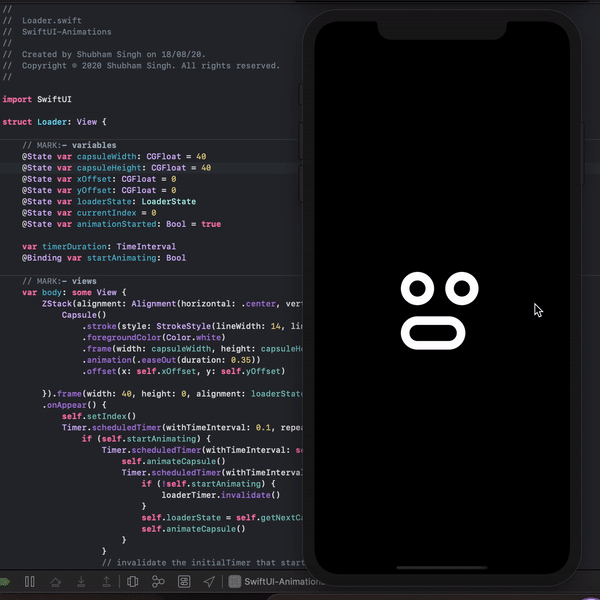 //
//  Loader.swift
//  SwiftUI-Animations
//
//  Created by Shubham Singh on 18/08/20.
//  Copyright © 2020 Shubham Singh. All rights reserved.
//
import SwiftUI
struct Loader: View {
// MARK:- variables
@State var capsuleWidth: CGFloat = 40
@State var capsuleHeight: CGFloat = 40
@State var xOffset: CGFloat = 0
@State var yOffset: CGFloat = 0
@State var loaderState: LoaderState
@State var currentIndex = 0
@State var animationStarted: Bool = true
var timerDuration: TimeInterval
@Binding var startAnimating: Bool
// MARK:- views
var body: some View {
ZStack(alignment: Alignment(horizontal: .center, ver
Capsule()
.stroke(style: StrokeStyle(lineWidth: 14, li
.foregroundColor(Color.white)
.frame(width: capsuleWidth, height: capsuleH
.animation(.easeOut(duration: 0.35))
.offset(x: self.xOffset, y: self.yOffset)
}).frame(width: 40, height: 0, alignment: loaderStat
.onAppear() {
self.setIndex()
Timer.scheduledTimer(withTimeInterval: 0.1, repea
if (self.startAnimating) {
Timer.scheduledTimer(withTimeInterval: se
self.animateCapsule()
Timer.scheduledTimer(withTimeInterval
if (!self.startAnimating) {
loaderTimer.invalidate()
}
self.loaderState = self.getNextCa
self.animateCapsule()
}
}
// invalidate the initialTimer that start
SwiftUI-Animations